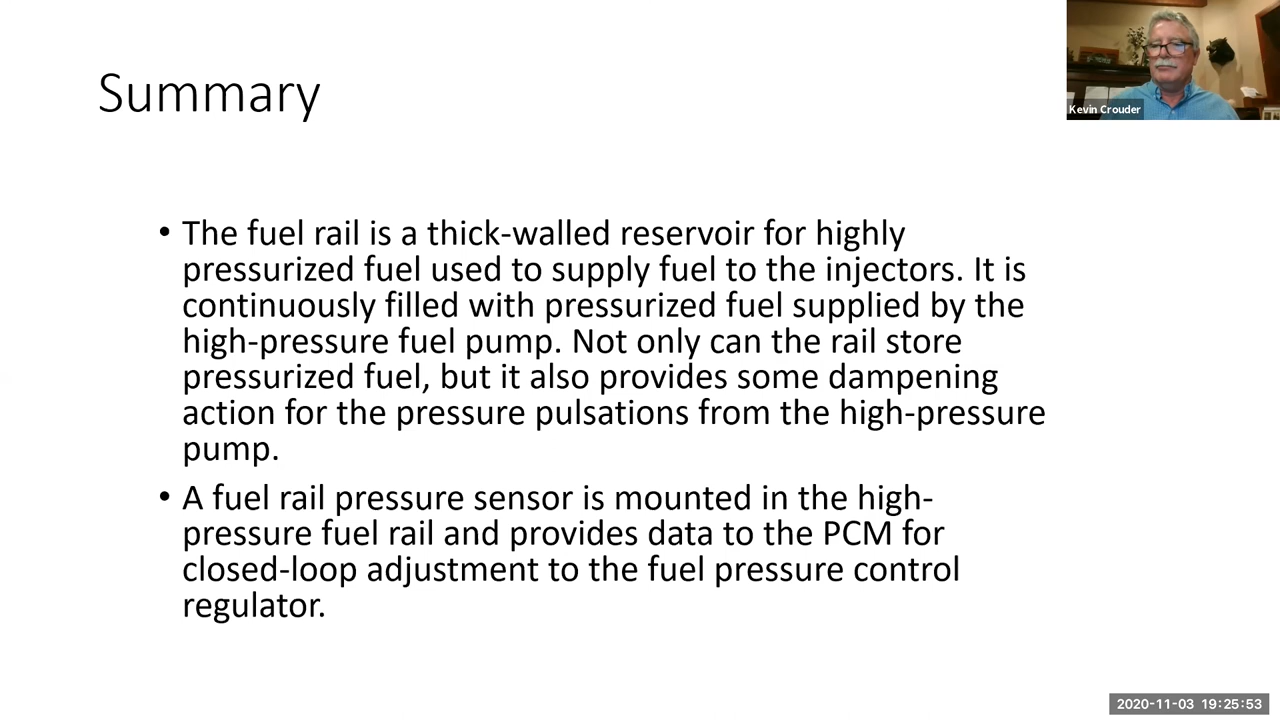 Summary
Kevin Crouder
• The fuel rail is a thick-walled reservoir for highly
pressurized fuel used to supply fuel to the injectors. It is
continuously filled with pressurized fuel supplied by the
high-pressure fuel pump. Not only can the rail store
pressurized fuel, but it also provides some dampening
action for the pressure pulsations from the high-pressure
pump.
• A fuel rail pressure sensor is mounted in the high-
pressure fuel rail and provides data to the PCM for
closed-loop adjustment to the fuel pressure control
regulator.
2020-11-03 19:25:53